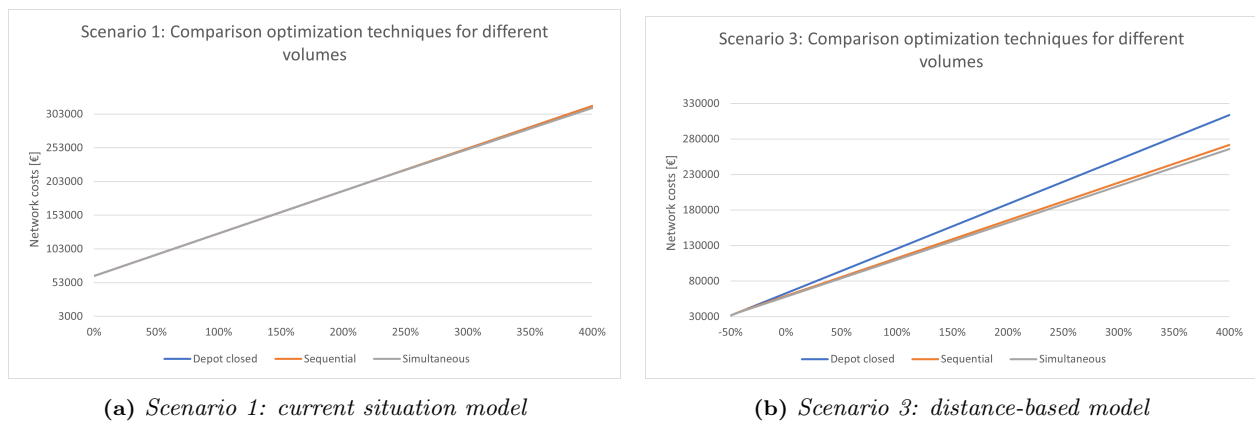 Scenario 1: Comparison optimization techniques for different
volumes
Network costs [€]
303000
253000
203000
153000
103000
53000
3000
0% 50% 100% 150% 200% 250% 300% 350% 400%
Depot closed Sequential Simultaneous
(a) Scenario 1: current situation model
Scenario 3: Comparison optimization techniques for different
volumes
Network costs [€]
330000
280000
230000
180000
130000
80000
30000
-50% 0% 50% 100% 150% 200% 250% 300% 350% 400%
Depot closed Sequential Simultaneous
(b) Scenario 3: distance-based model